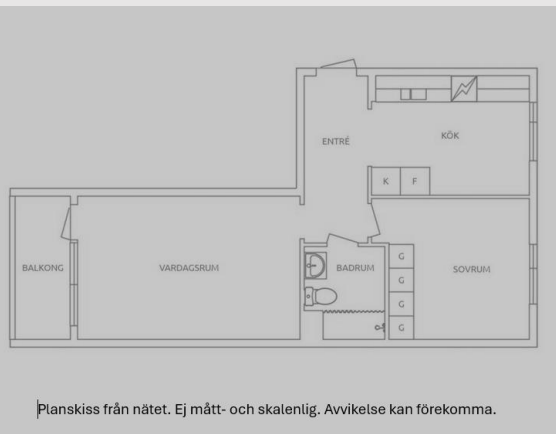 ENTRÉ
KÖK
K F
BALKONG
VARDAGSRUM
BADRUM
SOVRUM
G
G
G
G
Planskiss från nätet. Ej mått- och skalenlig. Avvikelse kan förekomma.